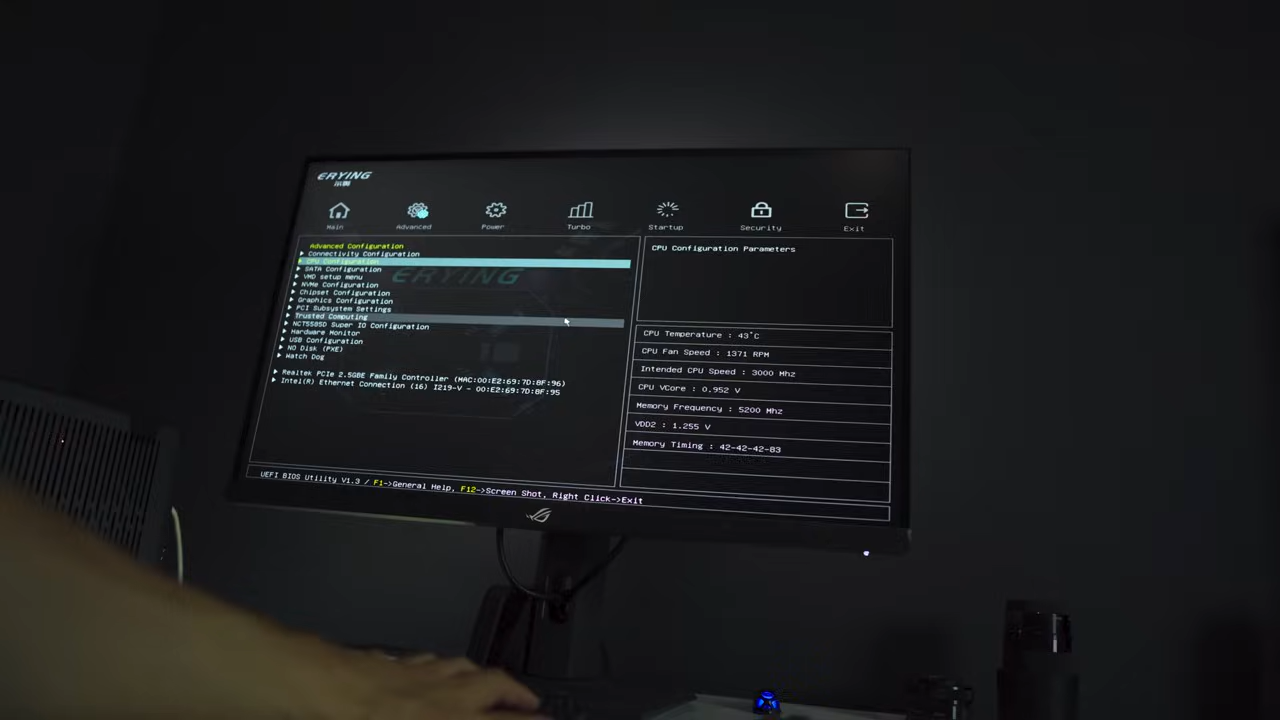 ERYING
Main
Advanced
Power
Turbo
Startup
Security
Exit
Advanced Configuration
Connectivity Configuration
CPU Configuration
SATA Configuration
VMD setup menu
NVMe Configuration
Chipset Configuration
Graphics Configuration
PCI Subsystem Settings
Trusted Computing
Super IO Configuration
Hardware Monitor
USB Configuration
NO Disk (PXE)
Watch Dog
Realtek PCIe 2.5GBE Family Controller (MAC:00:E2:69:7D:8F:96)
Intel(R) Ethernet Connection (16) I219-V - 00:E2:69:7D:8F:95
ERYING
CPU Configuration Parameters
CPU Temperature : 43°C
CPU Fan Speed : 1371 RPM
Intended CPU Speed : 3000 Mhz
CPU VCore : 0.952 V
Memory Frequency : 5200 Mhz
VDD2 : 1.255 V
Memory Timing : 42-42-42-83
UEFI BIOS Utility V1.3 / F1->General Help, F12->Screen Shot, Right Click->Exit